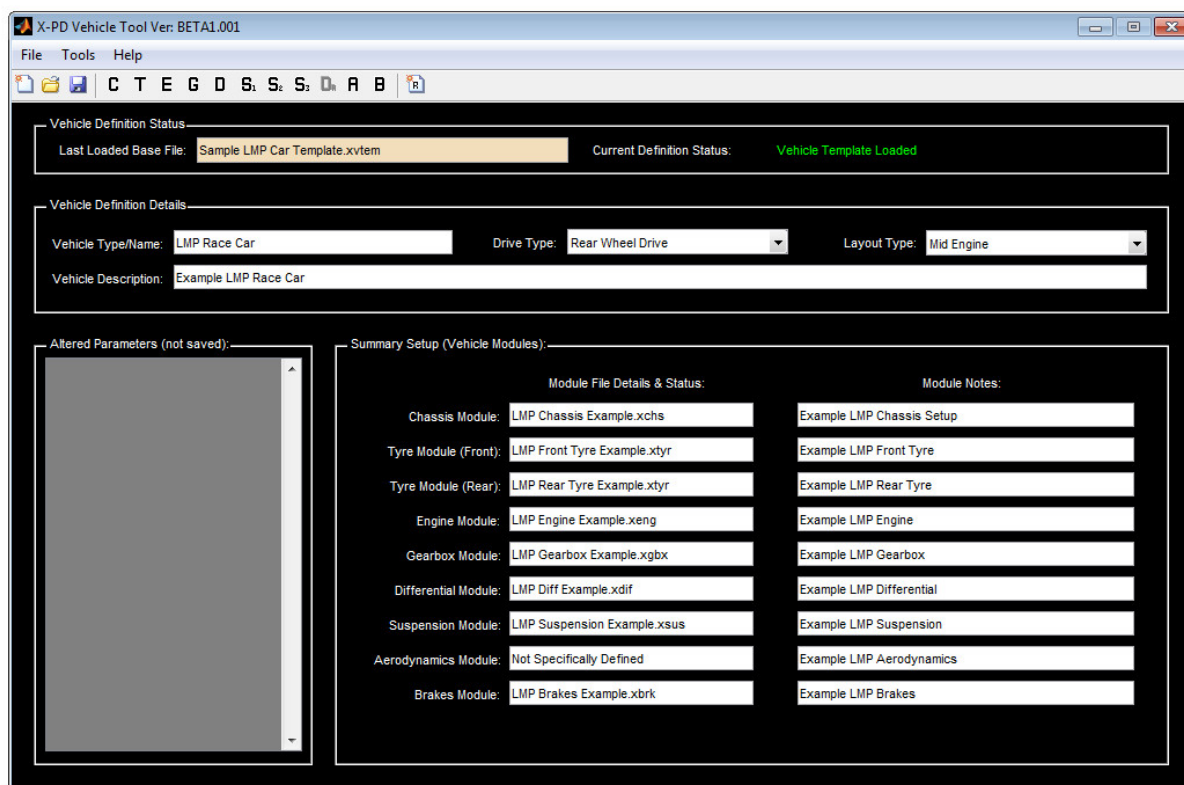 X-PD Vehicle Tool Ver: BETA1.001
File Tools Help
C T E G D S1 S2 S3 Dh A B R
Vehicle Definition Status
Last Loaded Base File: Sample LMP Car Template.xvtem Current Definition Status: Vehicle Template Loaded
Vehicle Definition Details
Vehicle Type/Name: LMP Race Car Drive Type: Rear Wheel Drive Layout Type: Mid Engine
Vehicle Description: Example LMP Race Car
Altered Parameters (not saved):
Summary Setup (Vehicle Modules):
Module File Details & Status: Module Notes:
Chassis Module: LMP Chassis Example.xchs Example LMP Chassis Setup
Tyre Module (Front): LMP Front Tyre Example.xtyr Example LMP Front Tyre
Tyre Module (Rear): LMP Rear Tyre Example.xtyr Example LMP Rear Tyre
Engine Module: LMP Engine Example.xeng Example LMP Engine
Gearbox Module: LMP Gearbox Example.xgbx Example LMP Gearbox
Differential Module: LMP Diff Example.xdif Example LMP Differential
Suspension Module: LMP Suspension Example.xsus Example LMP Suspension
Aerodynamics Module: Not Specifically Defined Example LMP Aerodynamics
Brakes Module: LMP Brakes Example.xbrk Example LMP Brakes